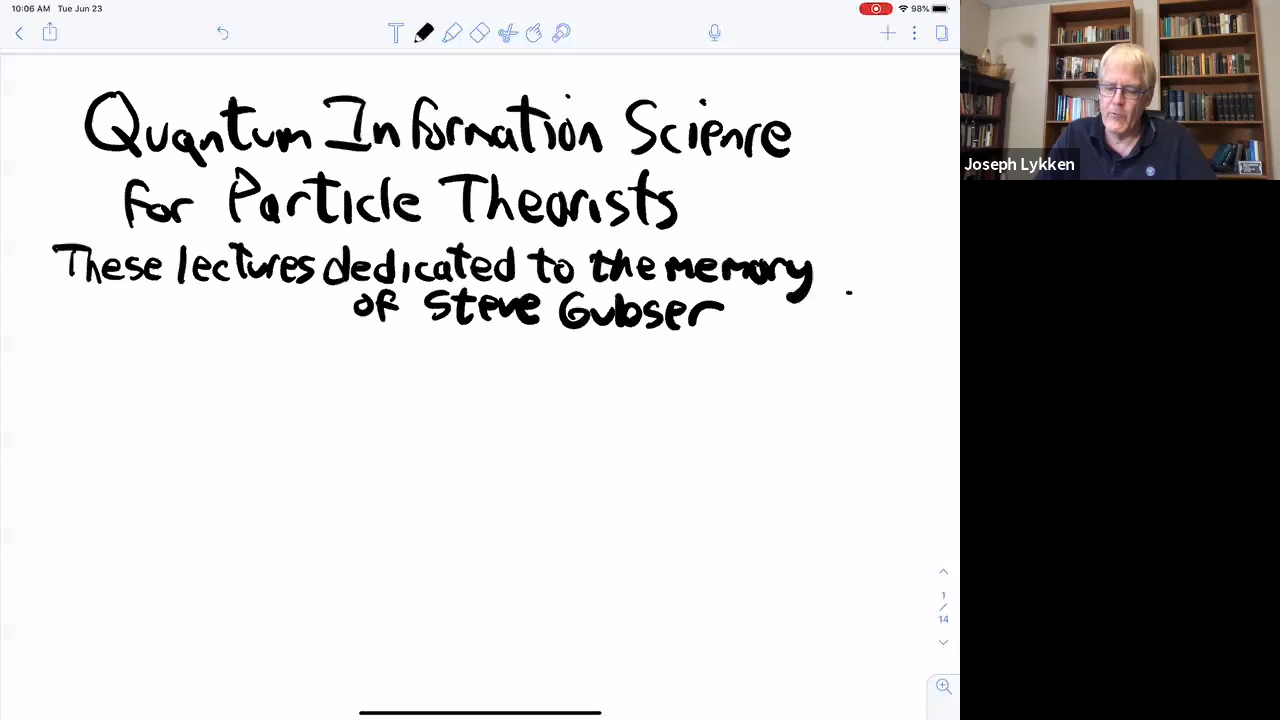 10:06 AM Tue Jun 23
98%
Quantum Information Science
for Particle Theorists
These lectures dedicated to the memory
of Steve Gubser
Joseph Lykken
1
/
14